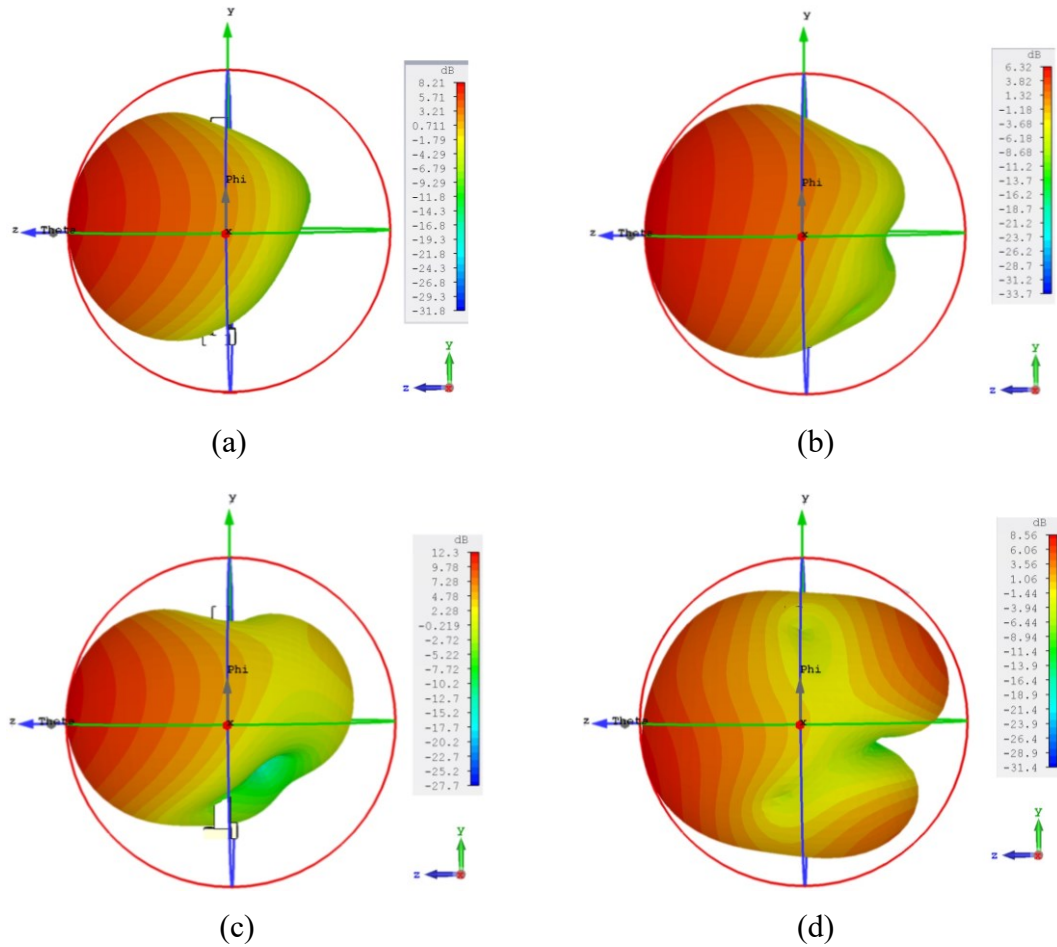 y
z
Theta
Phi
x
dB
8.21
5.71
3.21
0.711
-1.79
-4.29
-6.79
-9.29
-11.8
-14.3
-16.8
-19.3
-21.8
-24.3
-26.8
-29.3
-31.8
y
z
x
(a)
y
z
Theta
Phi
x
dB
6.32
3.82
1.32
-1.18
-3.68
-6.18
-8.68
-11.2
-13.7
-16.2
-18.7
-21.2
-23.7
-26.2
-28.7
-31.2
-33.7
y
z
x
(b)
y
z
Theta
Phi
x
dB
12.3
9.78
7.28
4.78
2.28
-0.219
-2.72
-5.22
-7.72
-10.2
-12.7
-15.2
-17.7
-20.2
-22.7
-25.2
-27.7
y
z
x
(c)
y
z
Theta
Phi
x
dB
8.56
6.06
3.56
1.06
-1.44
-3.94
-6.44
-8.94
-11.4
-13.9
-16.4
-18.9
-21.4
-23.9
-26.4
-28.9
-31.4
y
z
x
(d)